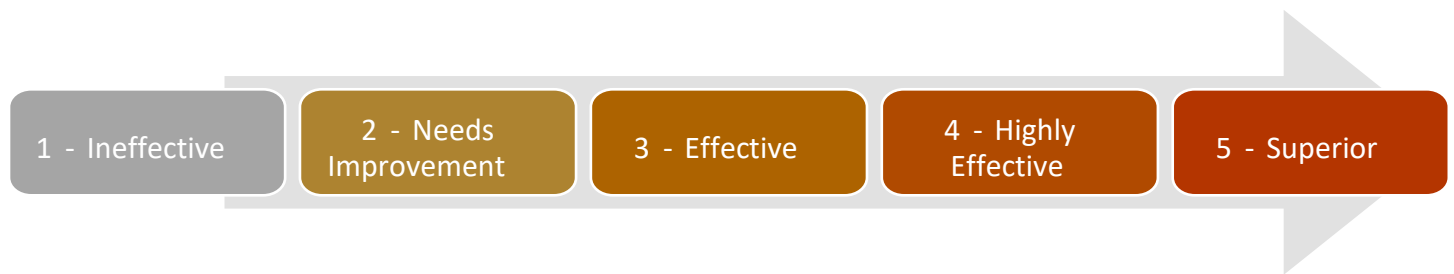 1 - Ineffective
2 - Needs
Improvement
3 - Effective
4 - Highly
Effective
5 - Superior